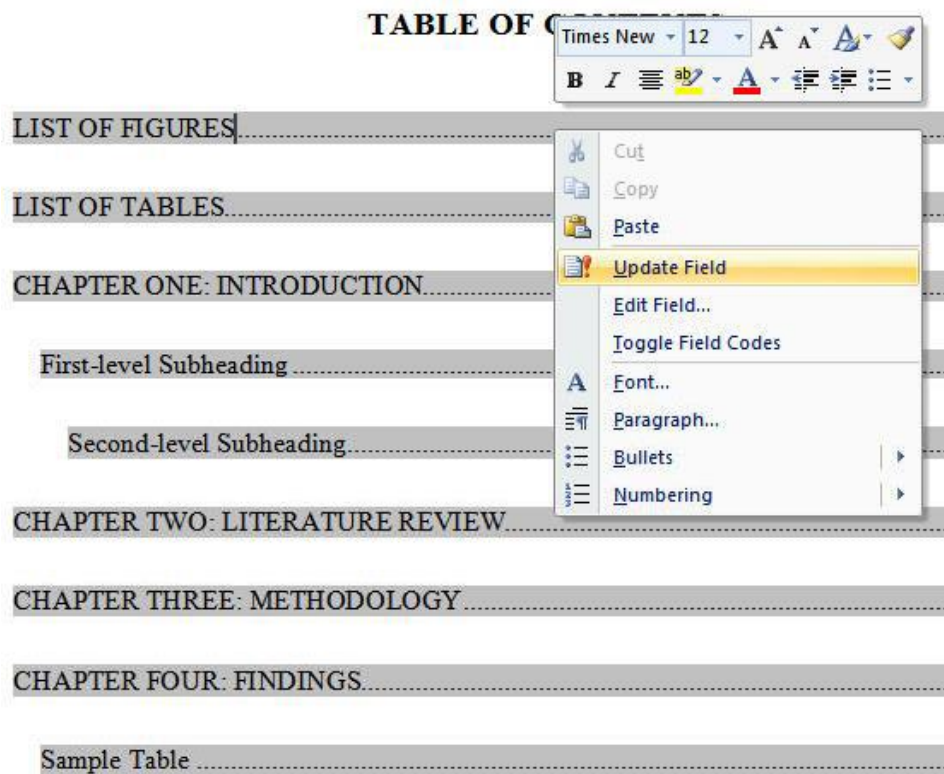 TABLE OF
Times New 12
B I
LIST OF FIGURES
LIST OF TABLES
CHAPTER ONE: INTRODUCTION
First-level Subheading
Second-level Subheading
CHAPTER TWO: LITERATURE REVIEW
CHAPTER THREE: METHODOLOGY
CHAPTER FOUR: FINDINGS
Sample Table
Cut
Copy
Paste
Update Field
Edit Field...
Toggle Field Codes
Font...
Paragraph...
Bullets
Numbering